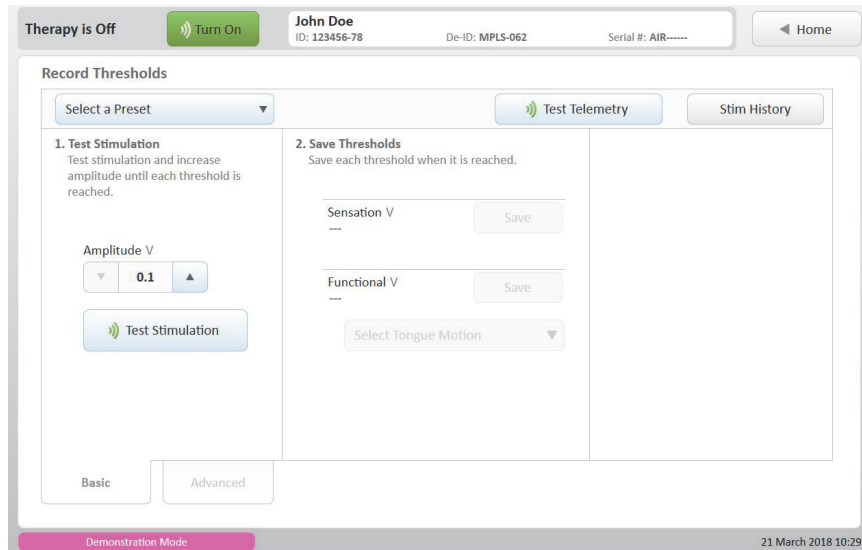 Therapy is Off
Turn On
John Doe
ID: 123456-78 De-ID: MPLS-062 Serial #: AIR------
Home
Record Thresholds
Select a Preset
Test Telemetry
Stim History
1. Test Stimulation
Test stimulation and increase
amplitude until each threshold is
reached.
Amplitude V
0.1
Test Stimulation
2. Save Thresholds
Save each threshold when it is reached.
Sensation V
---
Save
Functional V
---
Save
Select Tongue Motion
Basic
Advanced
Demonstration Mode
21 March 2018 10:29